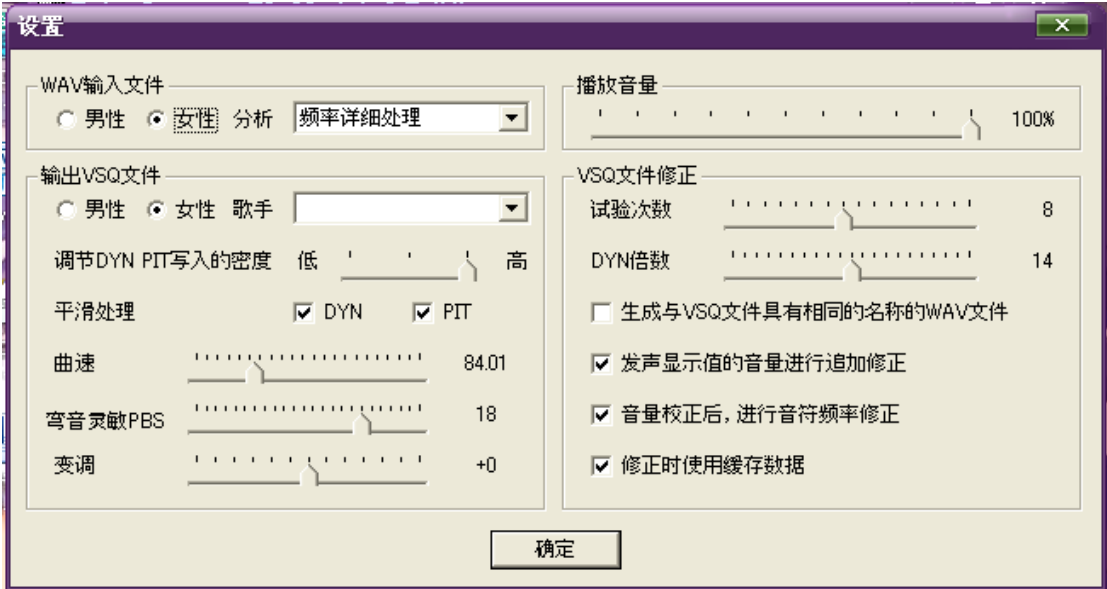 设置
WAV输入文件
男性 女性 分析 频率详细处理
播放音量
100%
输出VSQ文件
男性 女性 歌手
调节DYN PIT写入的密度 低 高
平滑处理 DYN PIT
曲速 84.01
弯音灵敏PBS 18
变调 +0
VSQ文件修正
试验次数 8
DYN倍数 14
生成与VSQ文件具有相同的名称的WAV文件
发声显示值的音量进行追加修正
音量校正后,进行音符频率修正
修正时使用缓存数据
确定